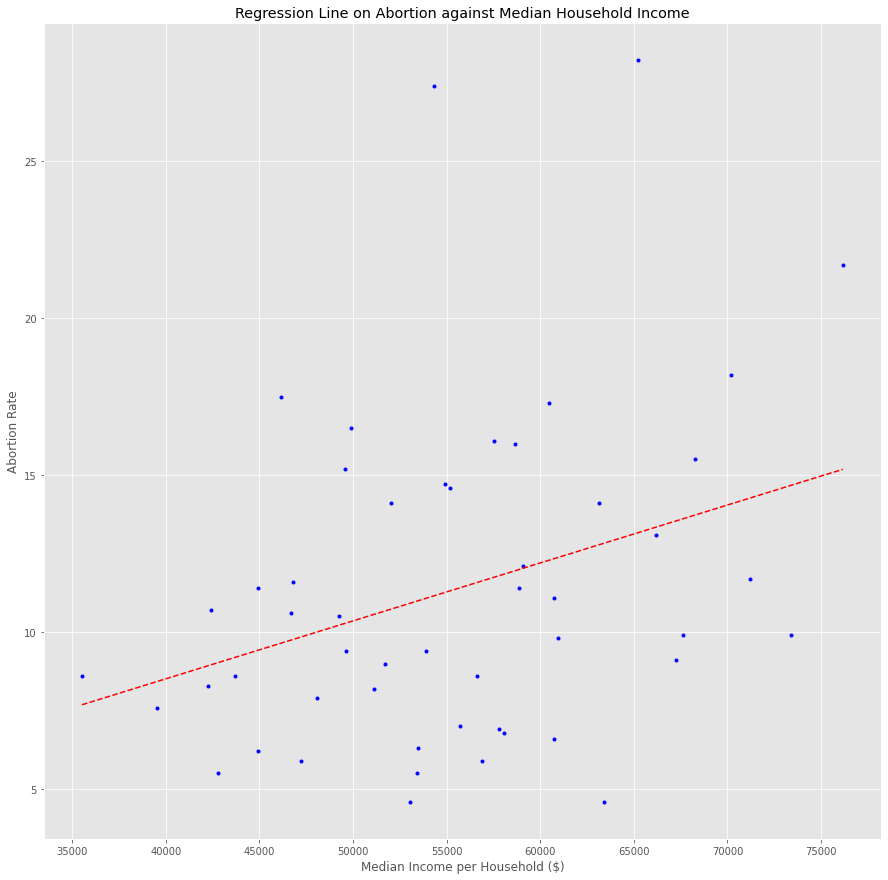 Regression Line on Abortion against Median Household Income
25
20
15
10
5
Abortion Rate
35000 40000 45000 50000 55000 60000 65000 70000 75000
Median Income per Household ($)